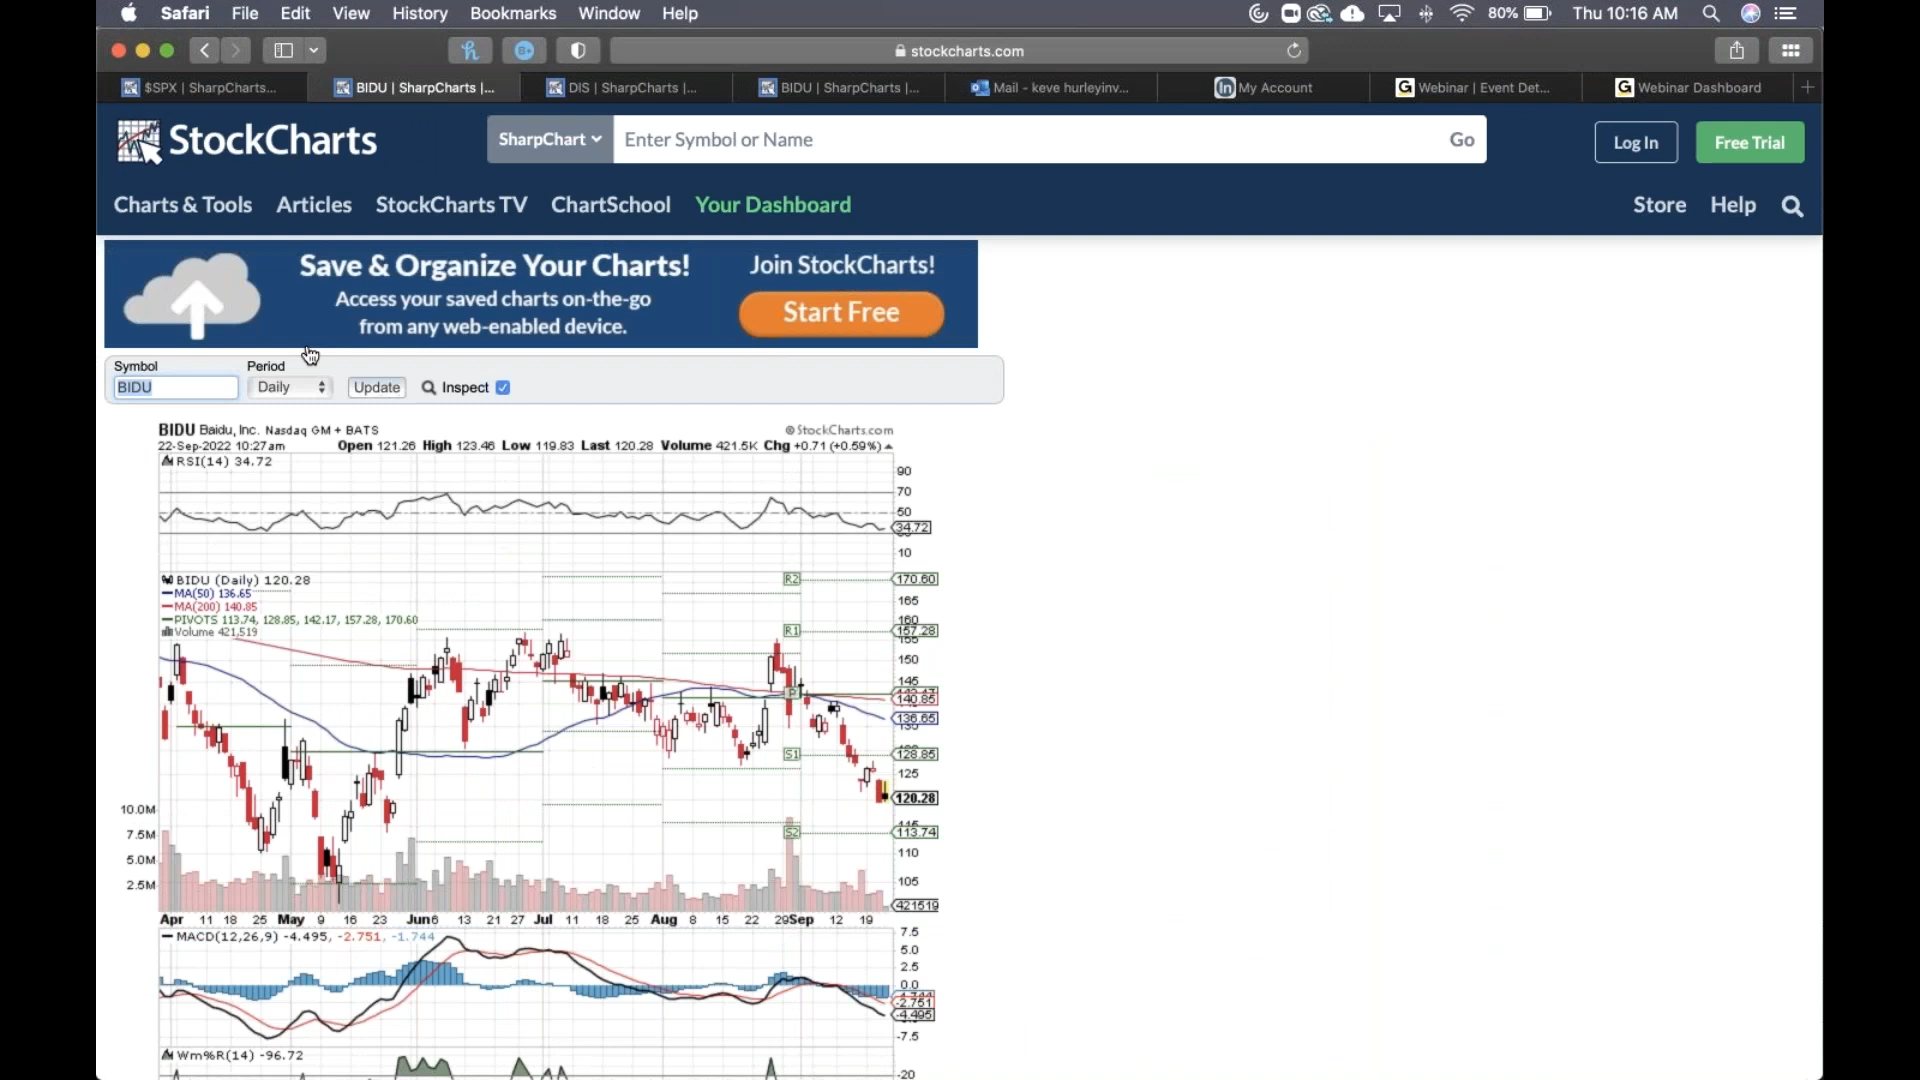 Safari File Edit View History Bookmarks Window Help 80% Thu 10:16 AM
stockcharts.com
$SPX | SharpCharts... BIDU | SharpCharts |... DIS | SharpCharts |... BIDU | SharpCharts |... Mail - keve hurleyinv... My Account Webinar | Event Det... Webinar Dashboard
StockCharts SharpChart Enter Symbol or Name Go Log In Free Trial
Charts & Tools Articles StockCharts TV ChartSchool Your Dashboard Store Help
Save & Organize Your Charts! Join StockCharts!
Access your saved charts on-the-go
from any web-enabled device.
Start Free
Symbol Period
BIDU Daily Update Inspect
BIDU Baidu, Inc. Nasdaq GM + BATS © StockCharts.com
22-Sep-2022 10:27am Open 121.26 High 123.46 Low 119.83 Last 120.28 Volume 421.5K Chg +0.71 (+0.59%)
RSI(14) 34.72
90
70
50
34.72
10
BIDU (Daily) 120.28 R2 170.60
MA(50) 136.65
MA(200) 140.85 165
PIVOTS 113.74, 128.85, 142.17, 157.28, 170.60 160
Volume 421,519 R1 157.28
155
150
145
P 142.17
140.85
136.65
135
S1 128.85
125
120.28
10.0M
115
7.5M S2 113.74
5.0M 110
2.5M 105
421519
Apr 11 18 25 May 9 16 23 Jun 6 13 21 27 Jul 11 18 25 Aug 8 15 22 29 Sep 12 19
MACD(12,26,9) -4.495, -2.751, -1.744 7.5
5.0
2.5
0.0
-2.751
-4.495
-7.5
Wm%R(14) -96.72
-20